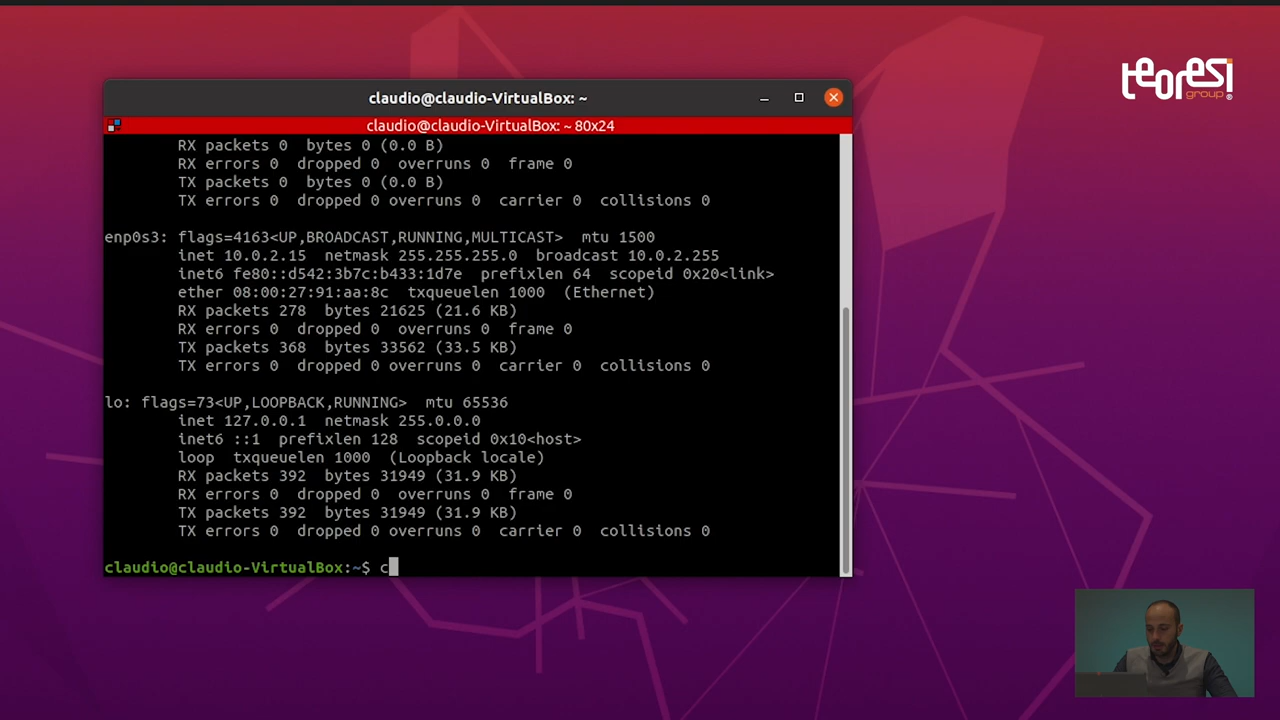 teoresi
group®
claudio@claudio-VirtualBox: ~
claudio@claudio-VirtualBox: ~ 80x24
RX packets 0  bytes 0 (0.0 B)
RX errors 0  dropped 0  overruns 0  frame 0
TX packets 0  bytes 0 (0.0 B)
TX errors 0  dropped 0 overruns 0  carrier 0  collisions 0
enp0s3: flags=4163<UP,BROADCAST,RUNNING,MULTICAST>  mtu 1500
inet 10.0.2.15  netmask 255.255.255.0  broadcast 10.0.2.255
inet6 fe80::d542:3b7c:b433:1d7e  prefixlen 64  scopeid 0x20<link>
ether 08:00:27:91:aa:8c  txqueuelen 1000  (Ethernet)
RX packets 278  bytes 21625 (21.6 KB)
RX errors 0  dropped 0  overruns 0  frame 0
TX packets 368  bytes 33562 (33.5 KB)
TX errors 0  dropped 0 overruns 0  carrier 0  collisions 0
lo: flags=73<UP,LOOPBACK,RUNNING>  mtu 65536
inet 127.0.0.1  netmask 255.0.0.0
inet6 ::1  prefixlen 128  scopeid 0x10<host>
loop  txqueuelen 1000  (Loopback locale)
RX packets 392  bytes 31949 (31.9 KB)
RX errors 0  dropped 0  overruns 0  frame 0
TX packets 392  bytes 31949 (31.9 KB)
TX errors 0  dropped 0 overruns 0  carrier 0  collisions 0
claudio@claudio-VirtualBox:~$ c